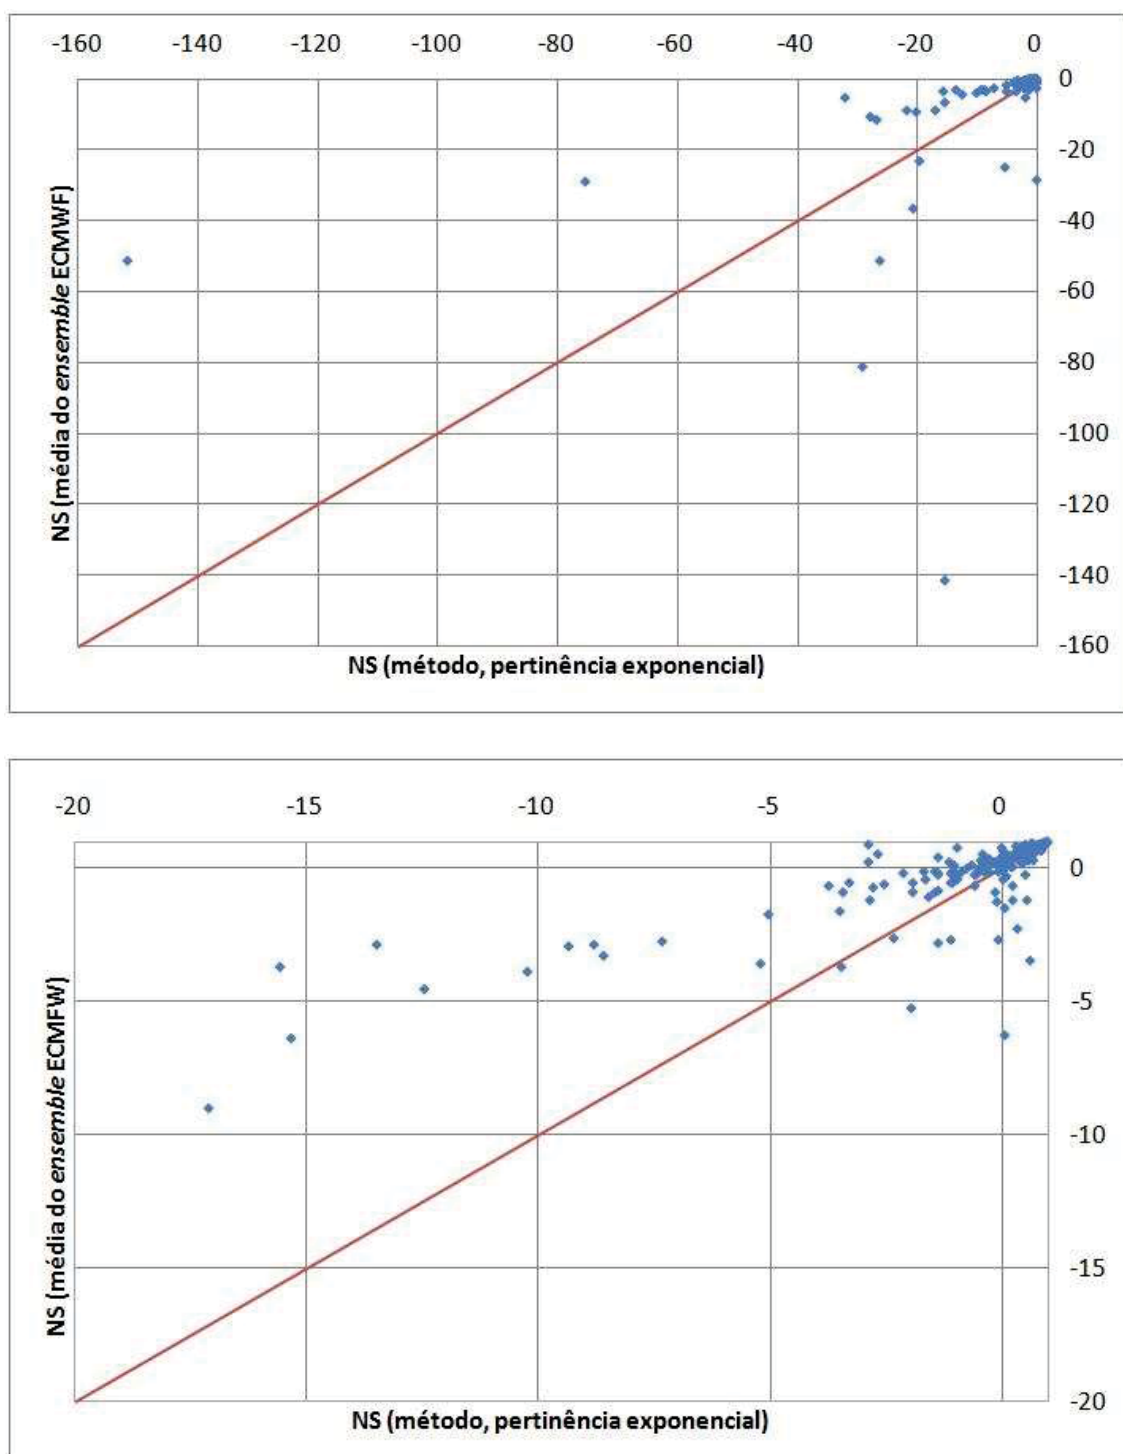 -160 -140 -120 -100 -80 -60 -40 -20 0
0
-20
-40
-60
-80
-100
-120
-140
-160
NS (média do ensemble ECMWF)
NS (método, pertinência exponencial)
-20 -15 -10 -5 0
0
-5
-10
-15
-20
NS (média do ensemble ECMFW)
NS (método, pertinência exponencial)